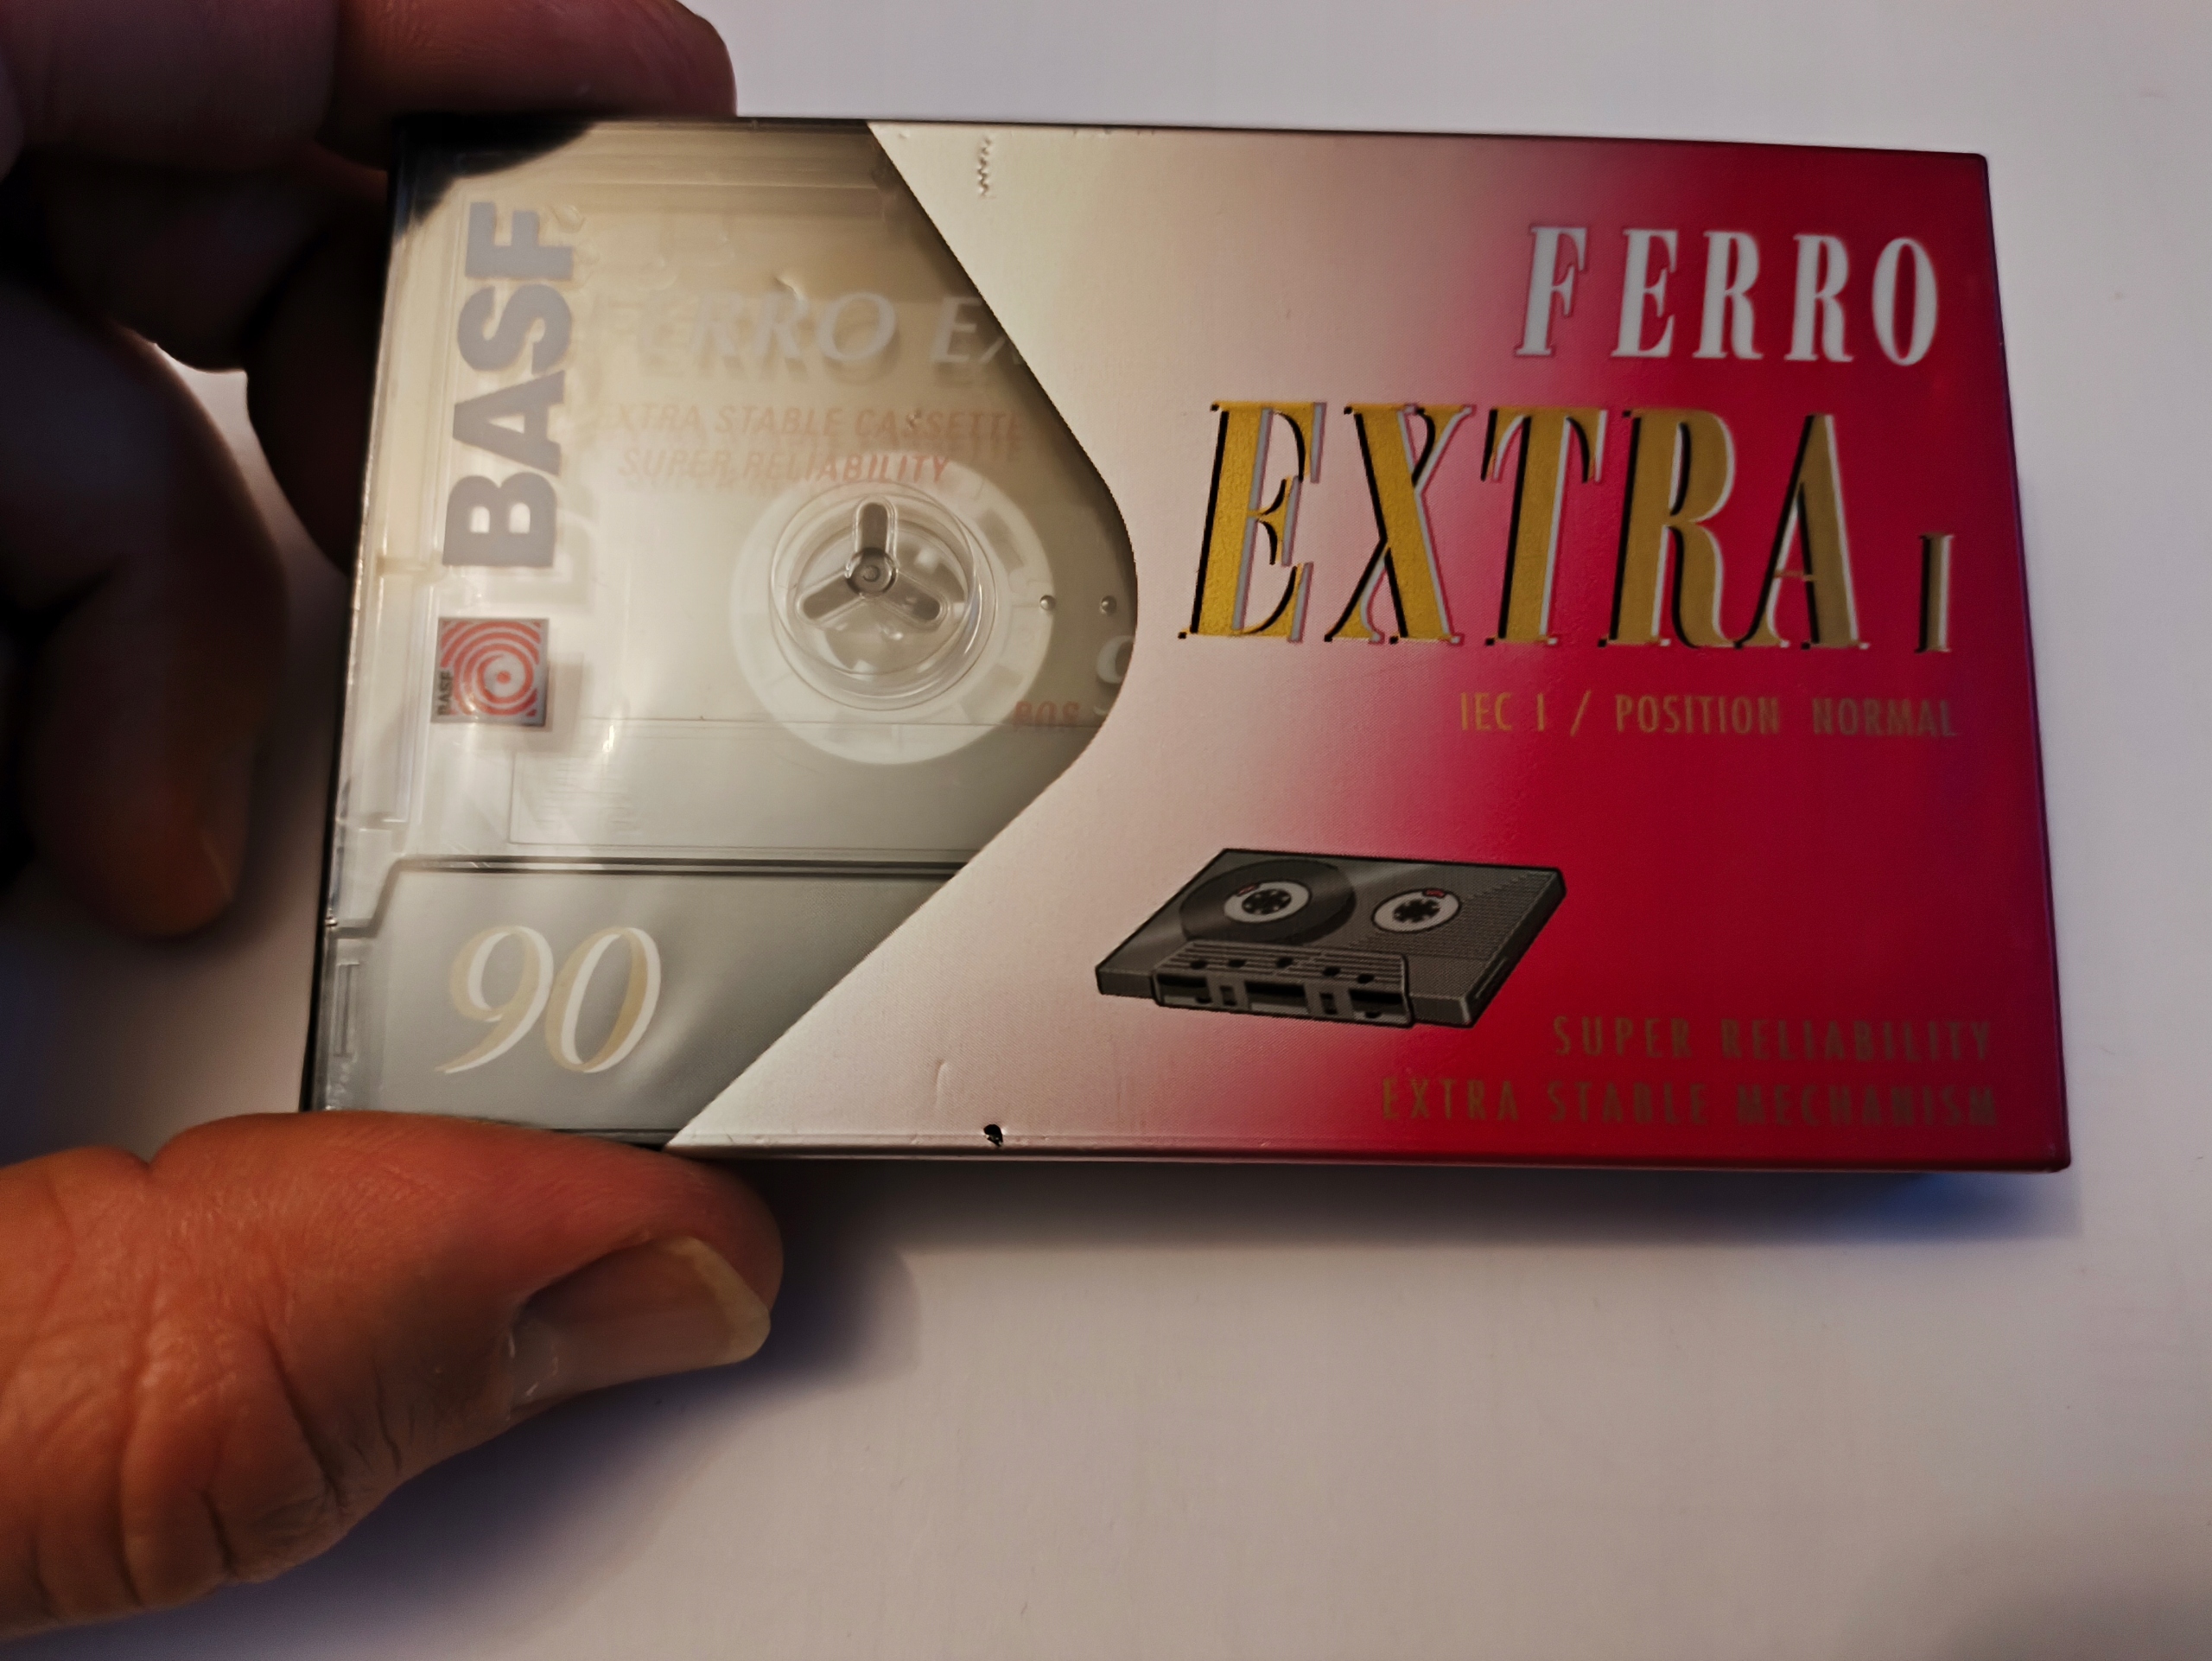 BASF
BASF
FERRO EX
EXTRA STABLE CASSETTE
SUPER RELIABILITY
90
FERRO
EXTRA I
IEC I / POSITION NORMAL
SUPER RELIABILITY
EXTRA STABLE MECHANISM